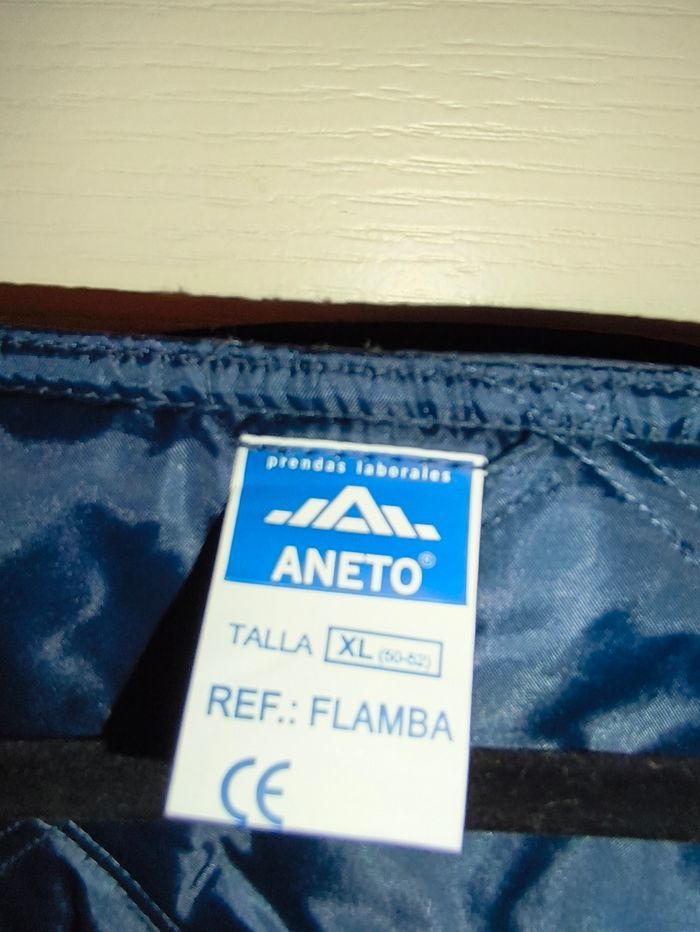 prendas laborales
ANETO®
TALLA XL (50-52)
REF.: FLAMBA
CE